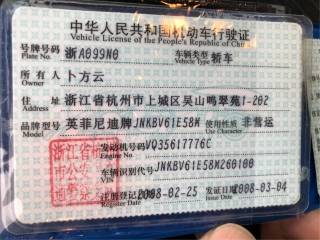 中华人民共和国机动车行驶证
Vehicle License of the People's Republic of China
号牌号码 浙A099N0 车辆类型 轿车
Plate No. Vehicle Type
所有人 卜方云
Owner
住址 浙江省杭州市上城区吴山鸣翠苑1-202
Address
品牌型号 英菲尼迪牌JNKBV61E58M 使用性质 非营运
Model Use Character
发动机号码 VQ35617776C
Engine No.
车辆识别代号 JNKBV61E58M260100
VIN
注册登记日期 2008-02-25 发证日期 2008-03-04
Register Date Issue Date
浙江省